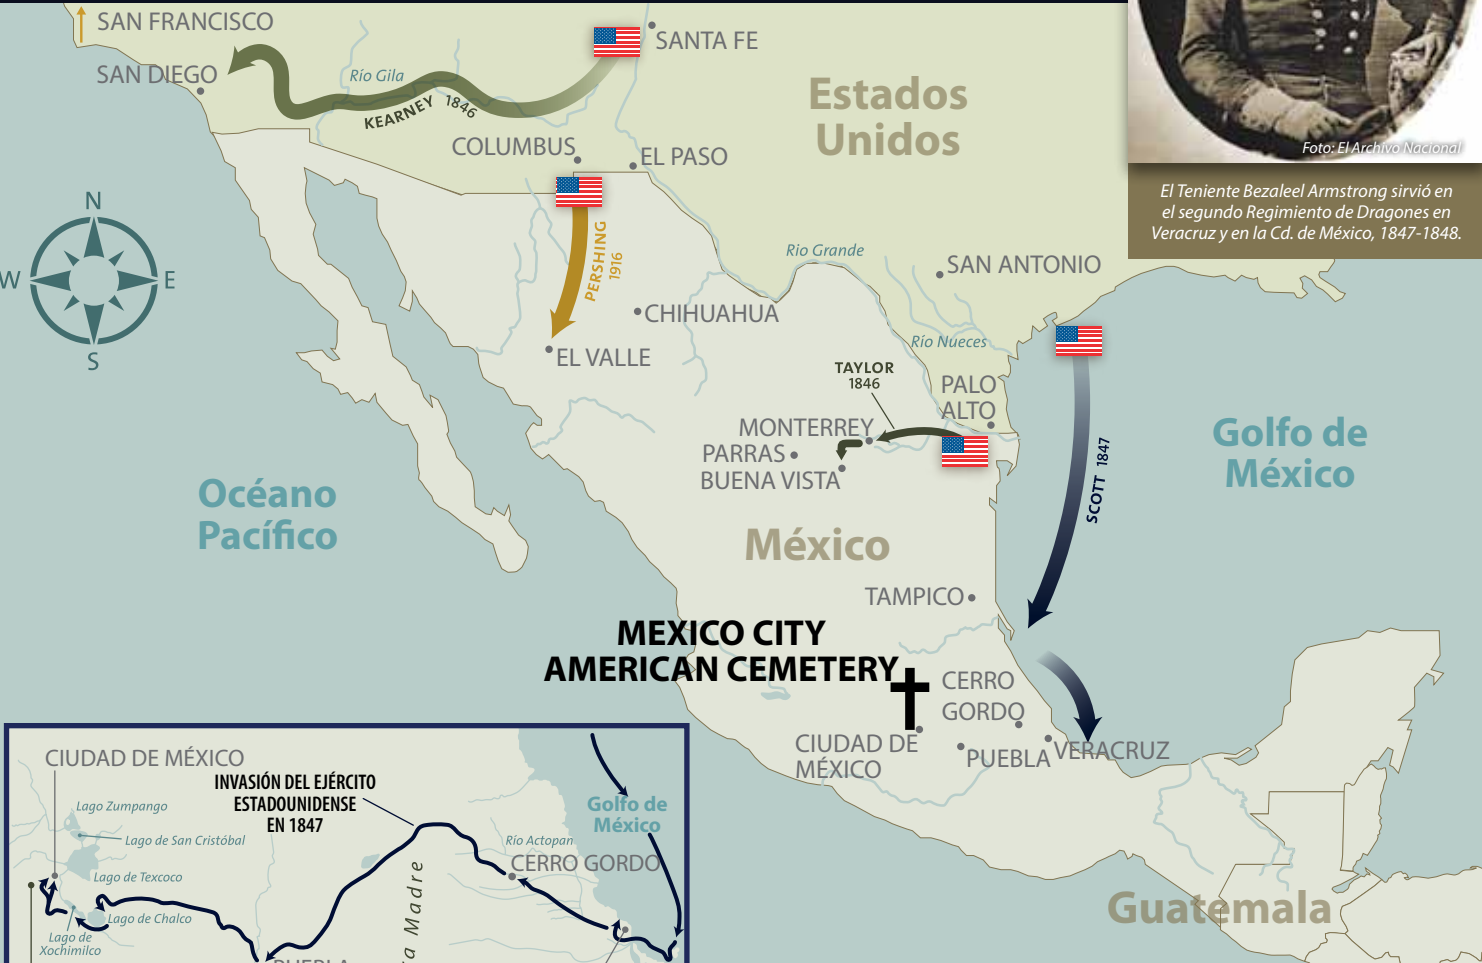 SAN FRANCISCO
SANTA FE
SAN DIEGO
Río Gila
KEARNEY 1846
Estados
Unidos
COLUMBUS
EL PASO
Foto: El Archivo Nacional
El Teniente Bezaleel Armstrong sirvió en
el segundo Regimiento de Dragones en
Veracruz y en la Cd. de México, 1847-1848.
N
W
E
S
PERSHING
1916
Rio Grande
SAN ANTONIO
CHIHUAHUA
EL VALLE
Río Nueces
TAYLOR
1846
PALO
ALTO
MONTERREY
PARRAS
BUENA VISTA
Golfo de
México
SCOTT 1847
Océano
Pacífico
México
TAMPICO
MEXICO CITY
AMERICAN CEMETERY
CERRO
GORDO
CIUDAD DE
MÉXICO
PUEBLA
VERACRUZ
CIUDAD DE MÉXICO
INVASIÓN DEL EJÉRCITO
ESTADOUNIDENSE
EN 1847
Golfo de
México
Lago Zumpango
Lago de San Cristóbal
Río Actopan
CERRO GORDO
Lago de Texcoco
Lago de Chalco
Lago de
Xochimilco
Madre
PUEBLA
Guatemala